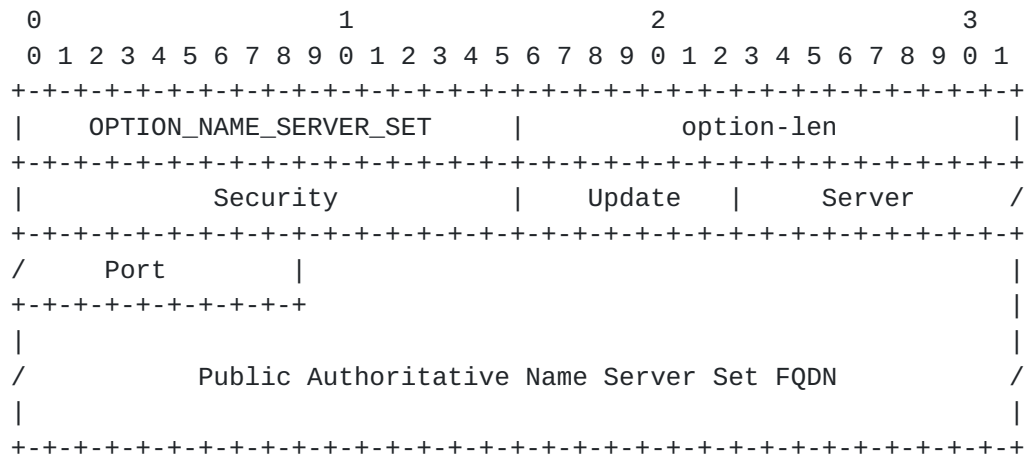 0                   1                   2                   3
 0 1 2 3 4 5 6 7 8 9 0 1 2 3 4 5 6 7 8 9 0 1 2 3 4 5 6 7 8 9 0 1
+-+-+-+-+-+-+-+-+-+-+-+-+-+-+-+-+-+-+-+-+-+-+-+-+-+-+-+-+-+-+-+-+
|    OPTION_NAME_SERVER_SET     |          option-len           |
+-+-+-+-+-+-+-+-+-+-+-+-+-+-+-+-+-+-+-+-+-+-+-+-+-+-+-+-+-+-+-+-+
|            Security           |    Update   |     Server      /
+-+-+-+-+-+-+-+-+-+-+-+-+-+-+-+-+-+-+-+-+-+-+-+-+-+-+-+-+-+-+-+-+
/     Port        |                                             |
+-+-+-+-+-+-+-+-+-+                                             |
|                                                               |
/           Public Authoritative Name Server Set FQDN           /
|                                                               |
+-+-+-+-+-+-+-+-+-+-+-+-+-+-+-+-+-+-+-+-+-+-+-+-+-+-+-+-+-+-+-+-+